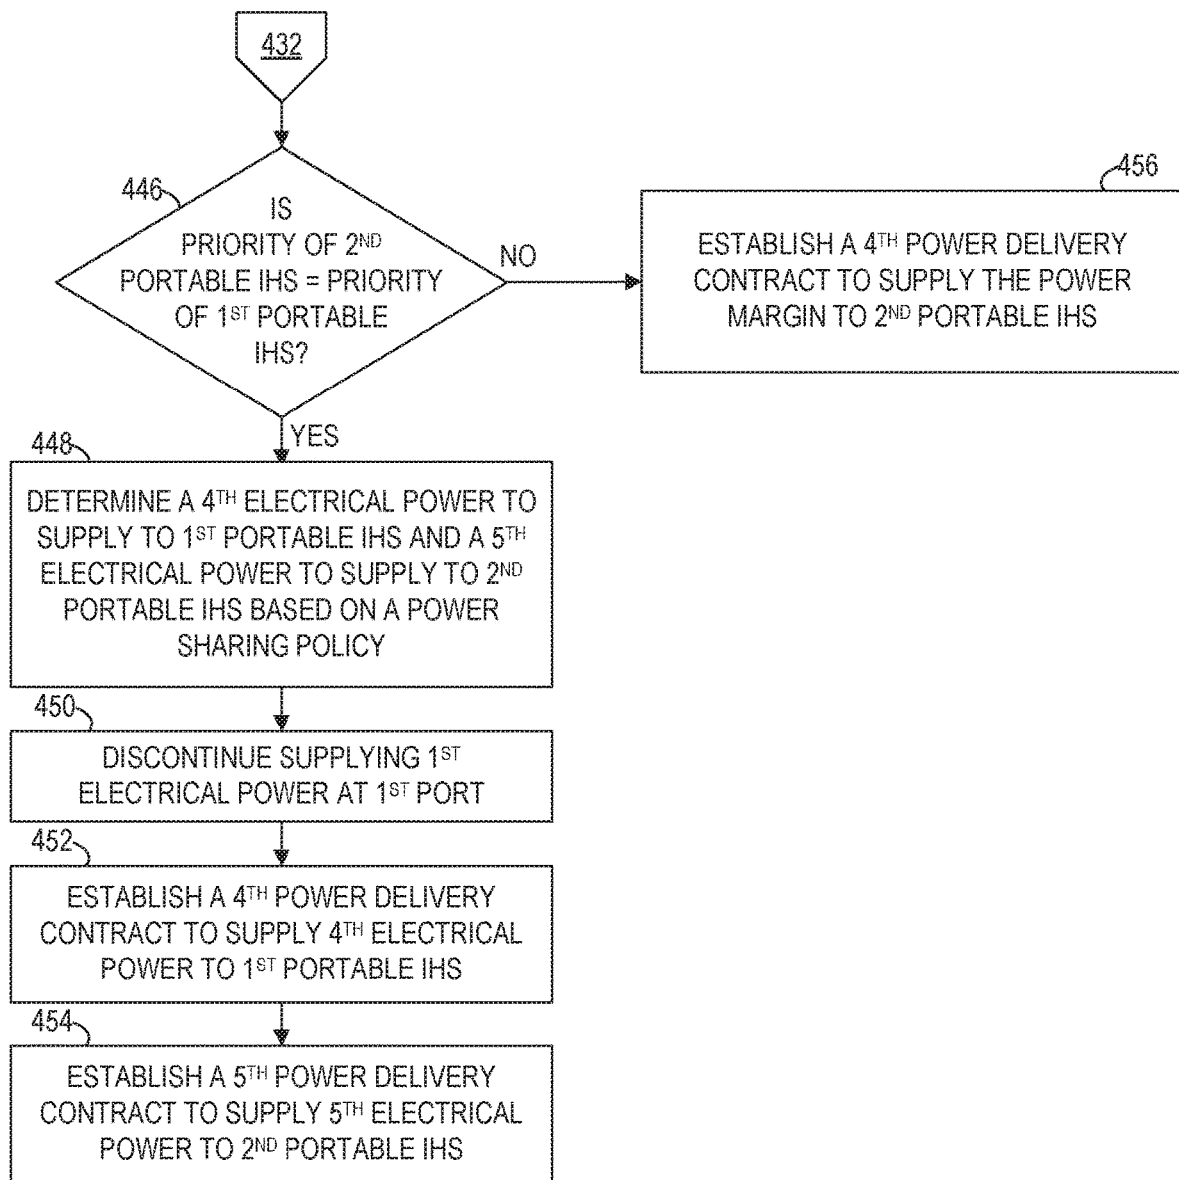 432
446
IS
PRIORITY OF 2ND
PORTABLE IHS = PRIORITY
OF 1ST PORTABLE
IHS?
NO
456
ESTABLISH A 4TH POWER DELIVERY
CONTRACT TO SUPPLY THE POWER
MARGIN TO 2ND PORTABLE IHS
YES
448
DETERMINE A 4TH ELECTRICAL POWER TO
SUPPLY TO 1ST PORTABLE IHS AND A 5TH
ELECTRICAL POWER TO SUPPLY TO 2ND
PORTABLE IHS BASED ON A POWER
SHARING POLICY
450
DISCONTINUE SUPPLYING 1ST
ELECTRICAL POWER AT 1ST PORT
452
ESTABLISH A 4TH POWER DELIVERY
CONTRACT TO SUPPLY 4TH ELECTRICAL
POWER TO 1ST PORTABLE IHS
454
ESTABLISH A 5TH POWER DELIVERY
CONTRACT TO SUPPLY 5TH ELECTRICAL
POWER TO 2ND PORTABLE IHS